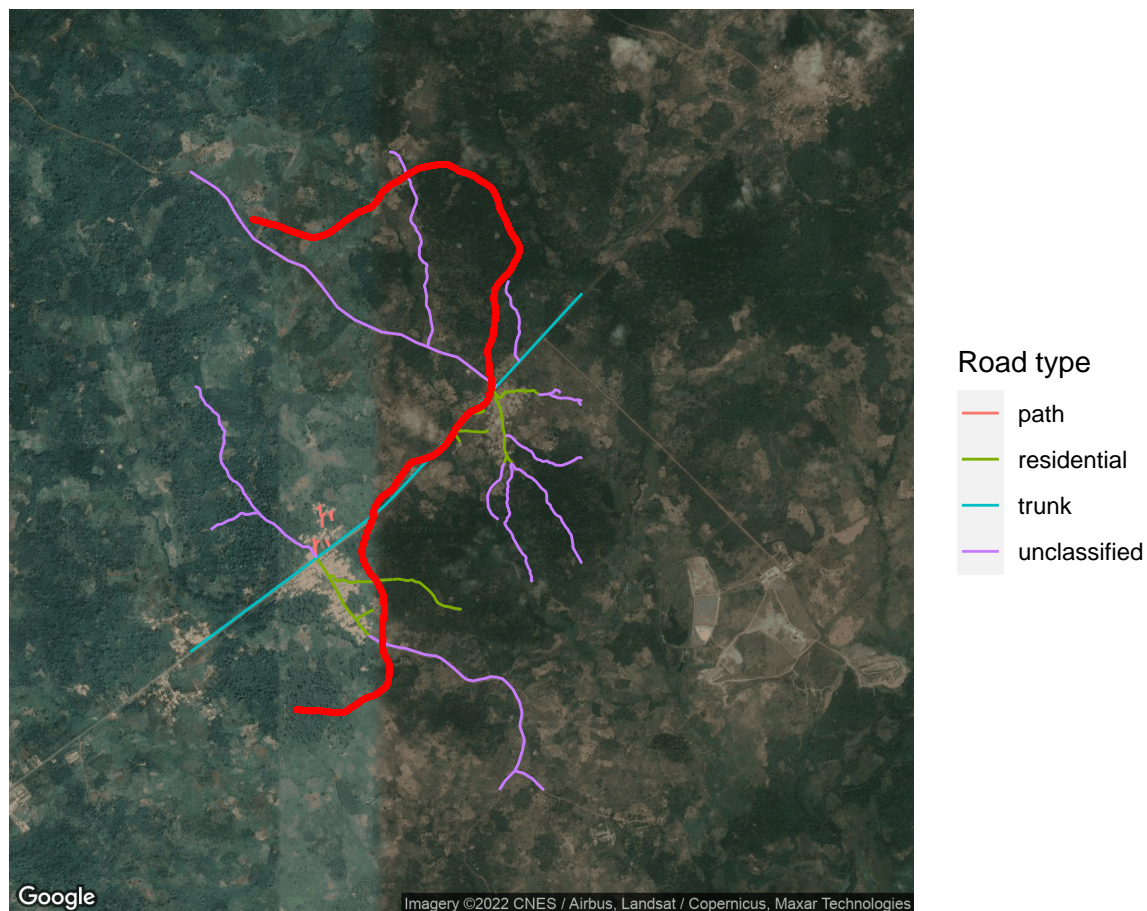 Road type
path
residential
trunk
unclassified
Google
Imagery ©2022 CNES / Airbus, Landsat / Copernicus, Maxar Technologies